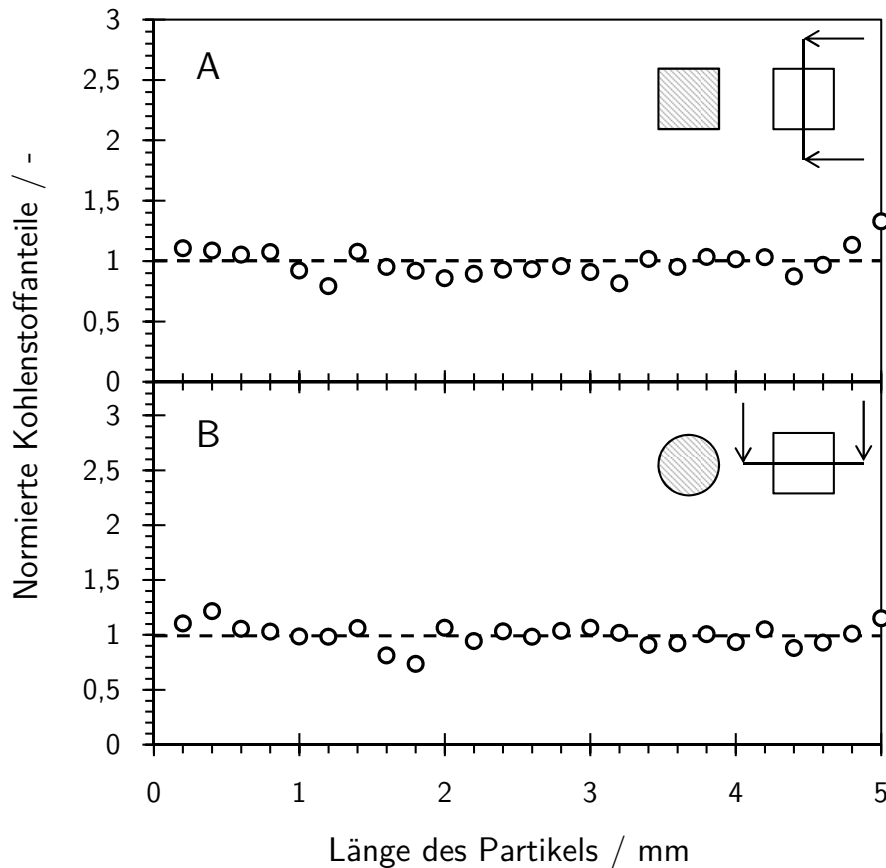 Normierte Kohlenstoffanteile / -
3
A
2,5
2
1,5
1
0,5
0
3
B
2,5
2
1,5
1
0,5
0
0 1 2 3 4 5
Länge des Partikels / mm